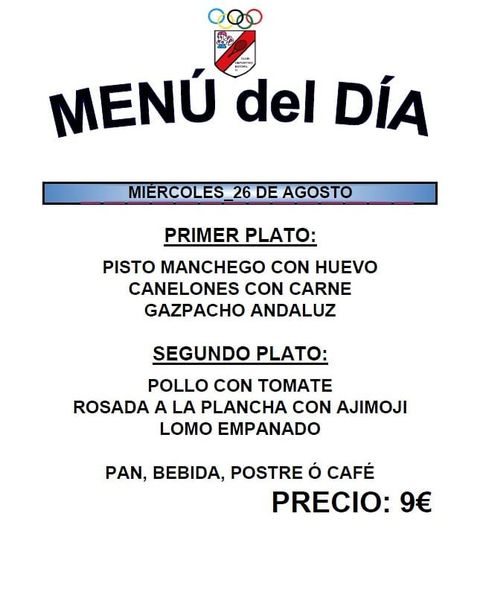 MENÚ del DÍA
MIÉRCOLES_26 DE AGOSTO
PRIMER PLATO:
PISTO MANCHEGO CON HUEVO
CANELONES CON CARNE
GAZPACHO ANDALUZ
SEGUNDO PLATO:
POLLO CON TOMATE
ROSADA A LA PLANCHA CON AJIMOJI
LOMO EMPANADO
PAN, BEBIDA, POSTRE Ó CAFÉ
PRECIO: 9€